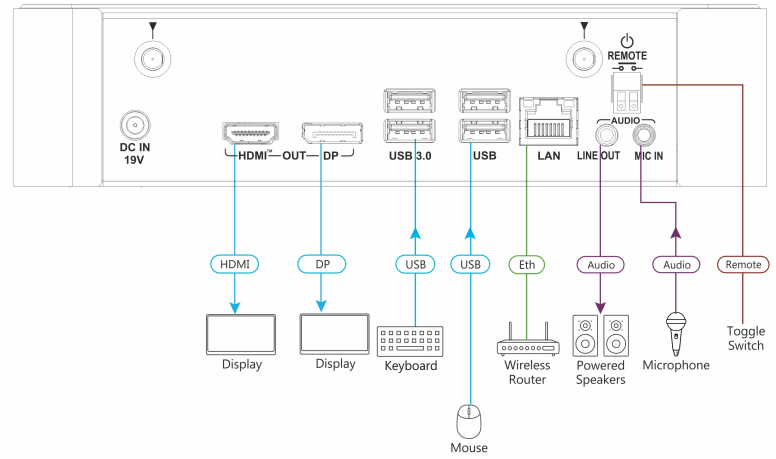 REMOTE
AUDIO
DC IN
19V
HDMI™ OUT DP
USB 3.0
USB
LAN
LINE OUT
MIC IN
HDMI
DP
USB
USB
Eth
Audio
Audio
Remote
Display
Display
Keyboard
Mouse
Wireless
Router
Powered
Speakers
Microphone
Toggle
Switch